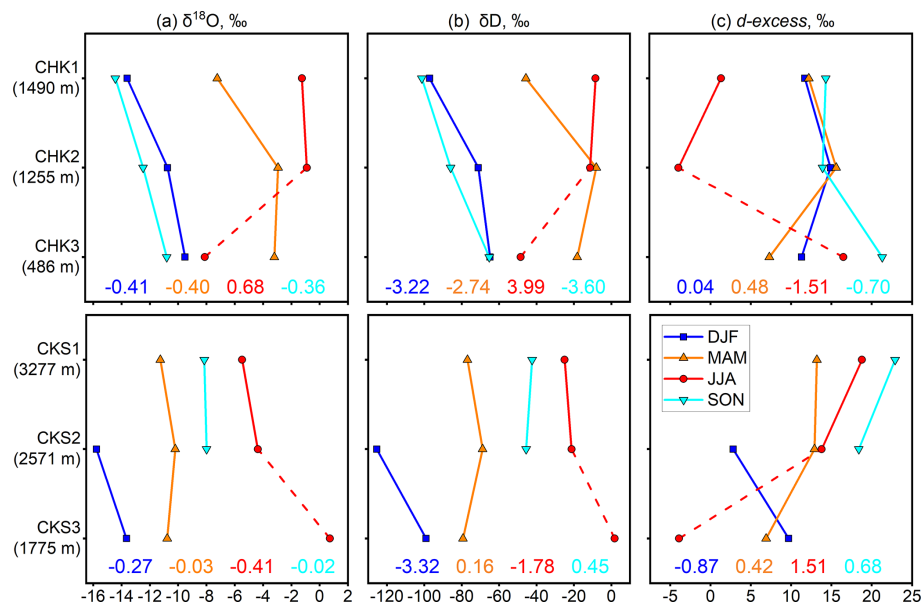 (a) δ¹⁸O, ‰ (b) δD, ‰ (c) d-excess, ‰
CHK1
(1490 m)
CHK2
(1255 m)
CHK3
(486 m)
-0.41 -0.40 0.68 -0.36
-3.22 -2.74 3.99 -3.60
0.04 0.48 -1.51 -0.70
CKS1
(3277 m)
CKS2
(2571 m)
CKS3
(1775 m)
-0.27 -0.03 -0.41 -0.02
-3.32 0.16 -1.78 0.45
DJF
MAM
JJA
SON
-0.87 0.42 1.51 0.68
-16 -14 -12 -10 -8 -6 -4 -2 0 2
-120 -100 -80 -60 -40 -20 0
-5 0 5 10 15 20 25